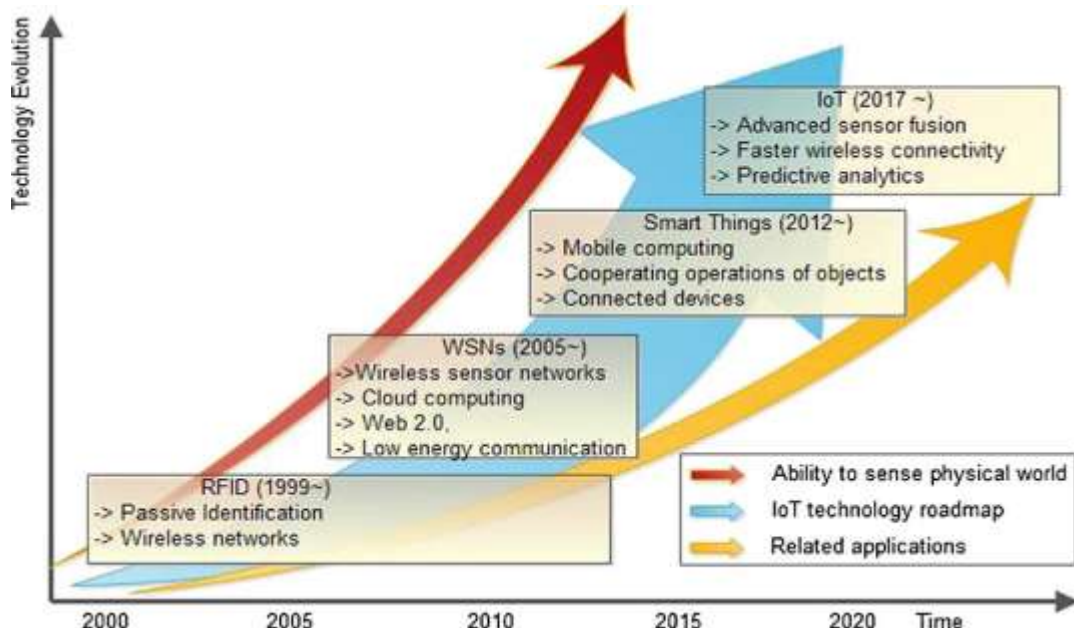 Technology Evolution
IoT (2017 ~)
-> Advanced sensor fusion
-> Faster wireless connectivity
-> Predictive analytics
Smart Things (2012~)
-> Mobile computing
-> Cooperating operations of objects
-> Connected devices
WSNs (2005~)
->Wireless sensor networks
-> Cloud computing
-> Web 2.0,
-> Low energy communication
RFID (1999~)
-> Passive Identification
-> Wireless networks
Ability to sense physical world
IoT technology roadmap
Related applications
2000 2005 2010 2015 2020 Time